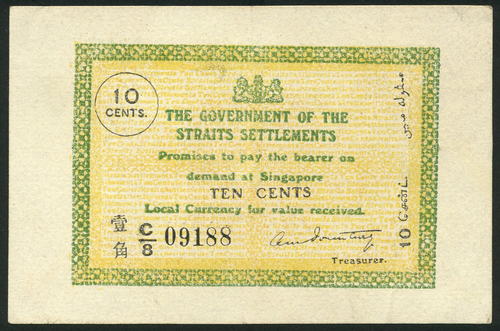 10
CENTS.
THE GOVERNMENT OF THE
STRAITS SETTLEMENTS
Promises to pay the bearer on
demand at Singapore
TEN CENTS
Local Currency for value received.
壹角
C/8 09188
Treasurer.
10